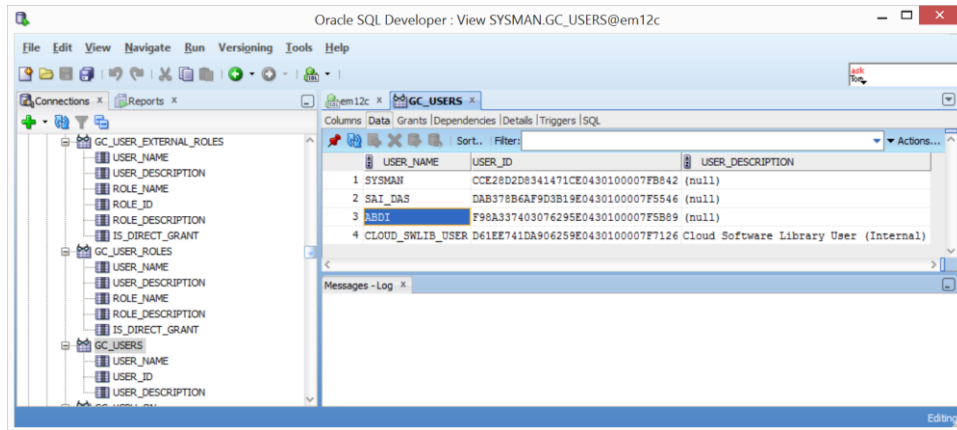 Oracle SQL Developer : View SYSMAN.GC_USERS@em12c
File Edit View Navigate Run Versioning Tools Help
ask
Tom
Connections x Reports x
em12c x GC_USERS x
Columns Data Grants Dependencies Details Triggers SQL
Sort.. Filter: Actions...
GC_USER_EXTERNAL_ROLES
USER_NAME
USER_DESCRIPTION
ROLE_NAME
ROLE_ID
ROLE_DESCRIPTION
IS_DIRECT_GRANT
GC_USER_ROLES
USER_NAME
USER_DESCRIPTION
ROLE_NAME
ROLE_DESCRIPTION
IS_DIRECT_GRANT
GC_USERS
USER_NAME
USER_ID
USER_DESCRIPTION
USER_NAME USER_ID USER_DESCRIPTION
1 SYSMAN CCE28D2D8341471CE0430100007FB842 (null)
2 SAI_DAS DAB378B6AF9D3B19E0430100007F5546 (null)
3 ABDI F98A337403076295E0430100007F5B89 (null)
4 CLOUD_SWLIB_USER D61EE741DA906259E0430100007F7126 Cloud Software Library User (Internal)
Messages - Log x
Editing